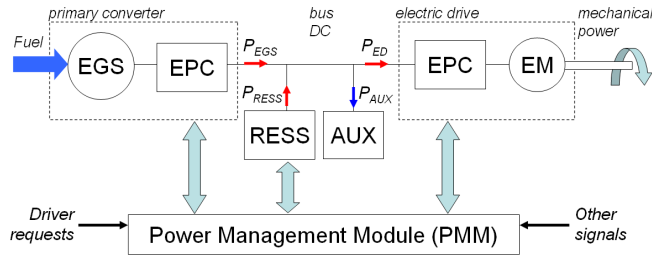 primary converter
bus
DC
electric drive
mechanical
power
Fuel
EGS
EPC
P_EGS
P_ED
EPC
EM
P_RESS
P_AUX
RESS
AUX
Driver
requests
Power Management Module (PMM)
Other
signals